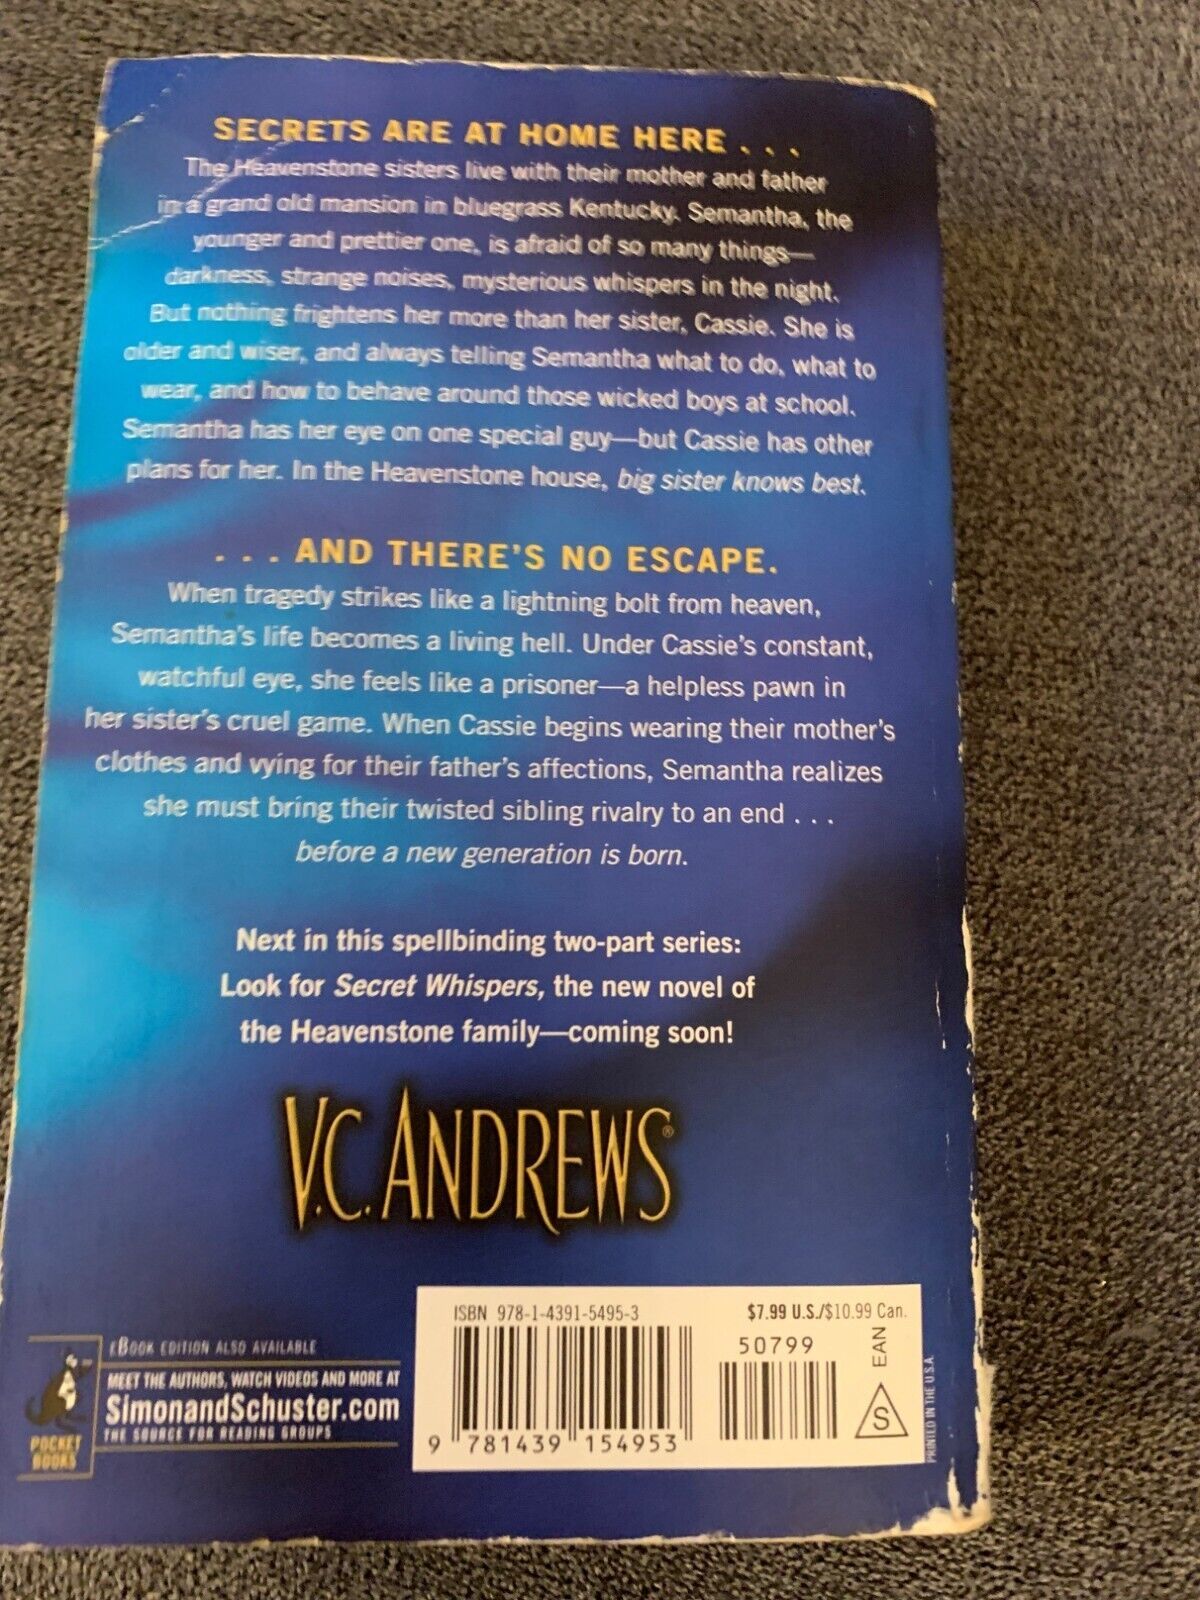 SECRETS ARE AT HOME HERE . . .
The Heavenstone sisters live with their mother and father
in a grand old mansion in bluegrass Kentucky. Semantha, the
younger and prettier one, is afraid of so many things—
darkness, strange noises, mysterious whispers in the night.
But nothing frightens her more than her sister, Cassie. She is
older and wiser, and always telling Semantha what to do, what to
wear, and how to behave around those wicked boys at school.
Semantha has her eye on one special guy—but Cassie has other
plans for her. In the Heavenstone house, big sister knows best.
. . . AND THERE'S NO ESCAPE.
When tragedy strikes like a lightning bolt from heaven,
Semantha's life becomes a living hell. Under Cassie's constant,
watchful eye, she feels like a prisoner—a helpless pawn in
her sister's cruel game. When Cassie begins wearing their mother's
clothes and vying for their father's affections, Semantha realizes
she must bring their twisted sibling rivalry to an end . . .
before a new generation is born.
Next in this spellbinding two-part series:
Look for Secret Whispers, the new novel of
the Heavenstone family—coming soon!
V.C. ANDREWS®
eBOOK EDITION ALSO AVAILABLE
MEET THE AUTHORS, WATCH VIDEOS AND MORE AT
SimonandSchuster.com
THE SOURCE FOR READING GROUPS
POCKET
BOOKS
ISBN 978-1-4391-5495-3
$7.99 U.S./$10.99 Can.
50799
9 781439 154953
EAN
S
PRINTED IN THE U.S.A.